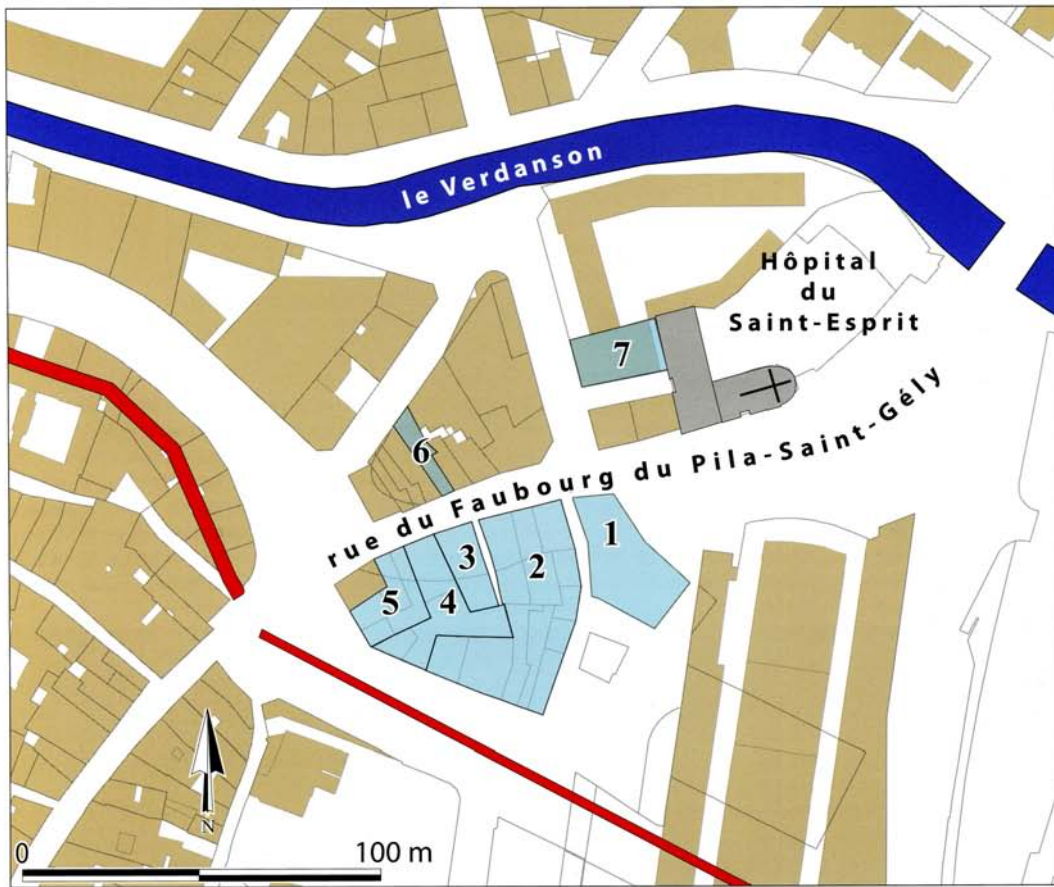 le Verdanson
Hôpital
du
Saint-Esprit
7
6
rue du Faubourg du Pila-Saint-Gély
1
3
2
5
4
N
0
100 m